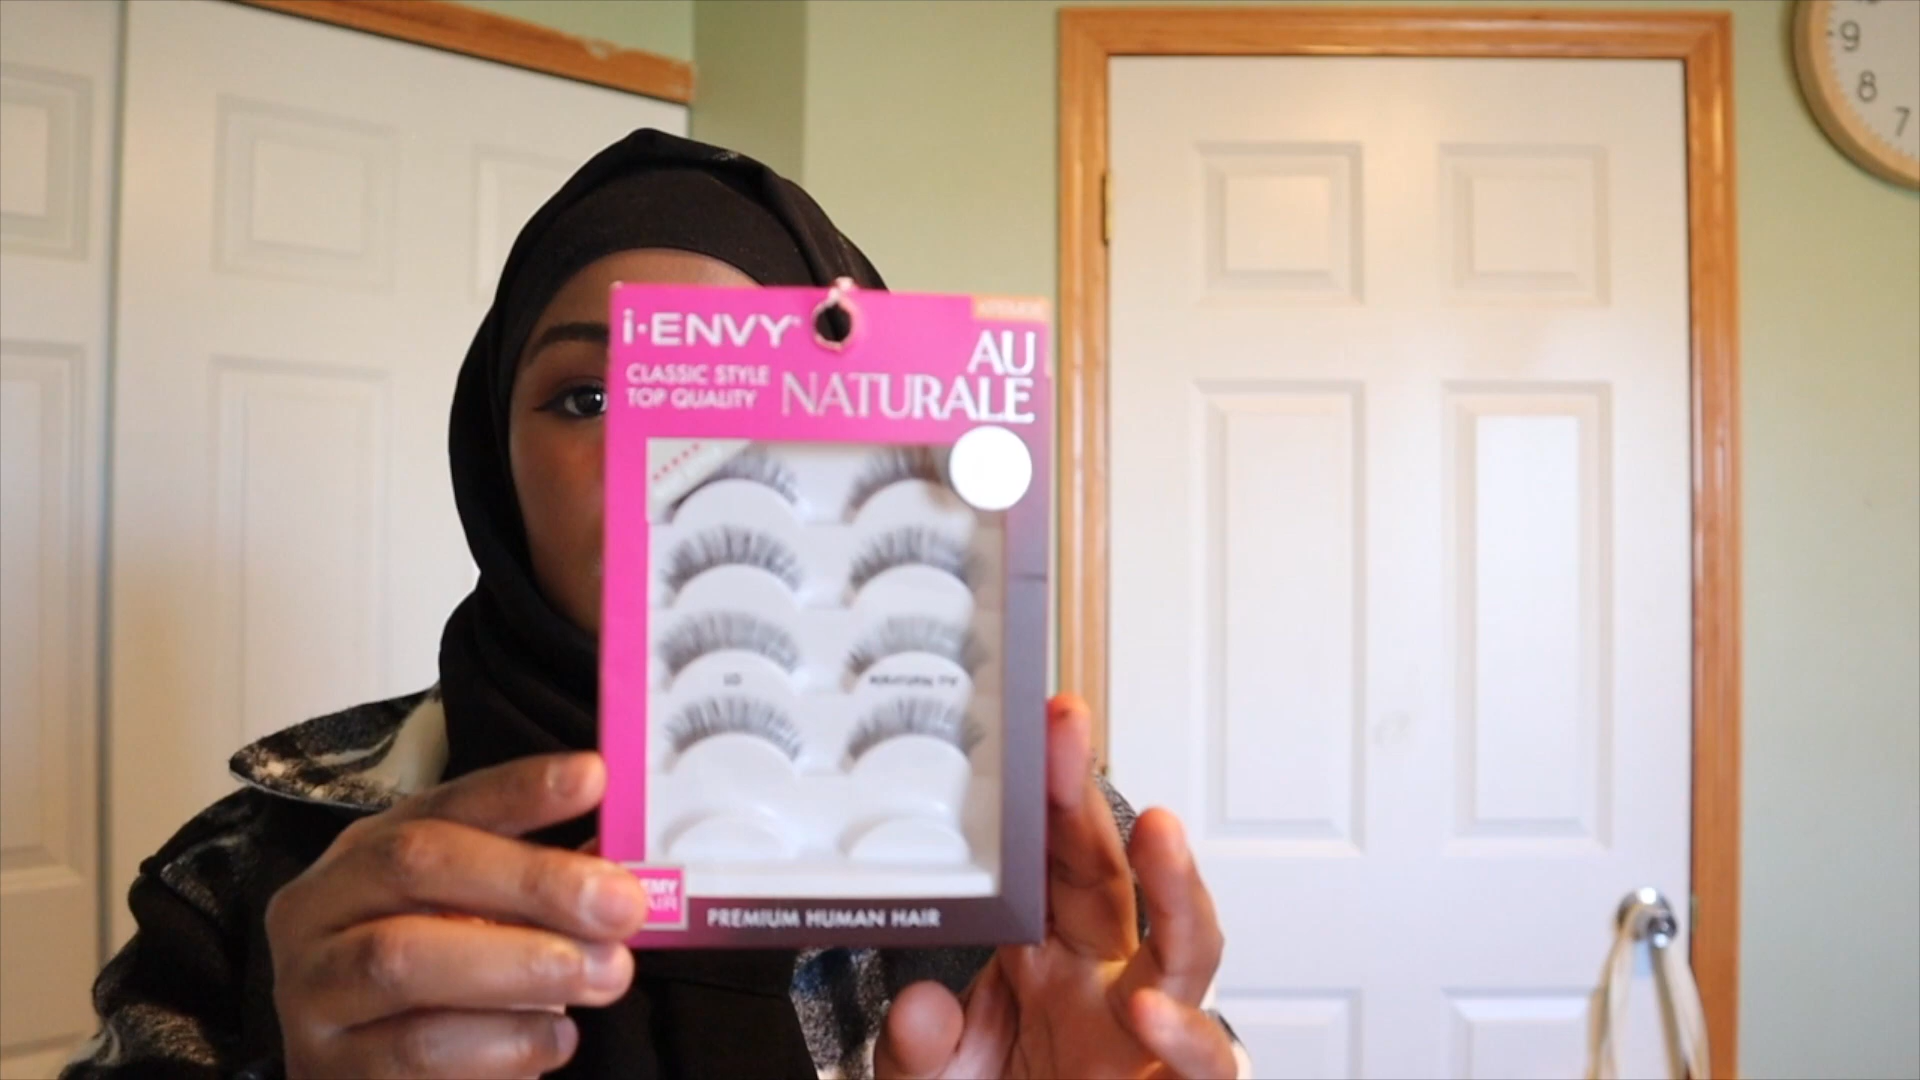 i·ENVY
CLASSIC STYLE
TOP QUALITY
AU
NATURALE
PREMIUM HUMAN HAIR
9
8
7